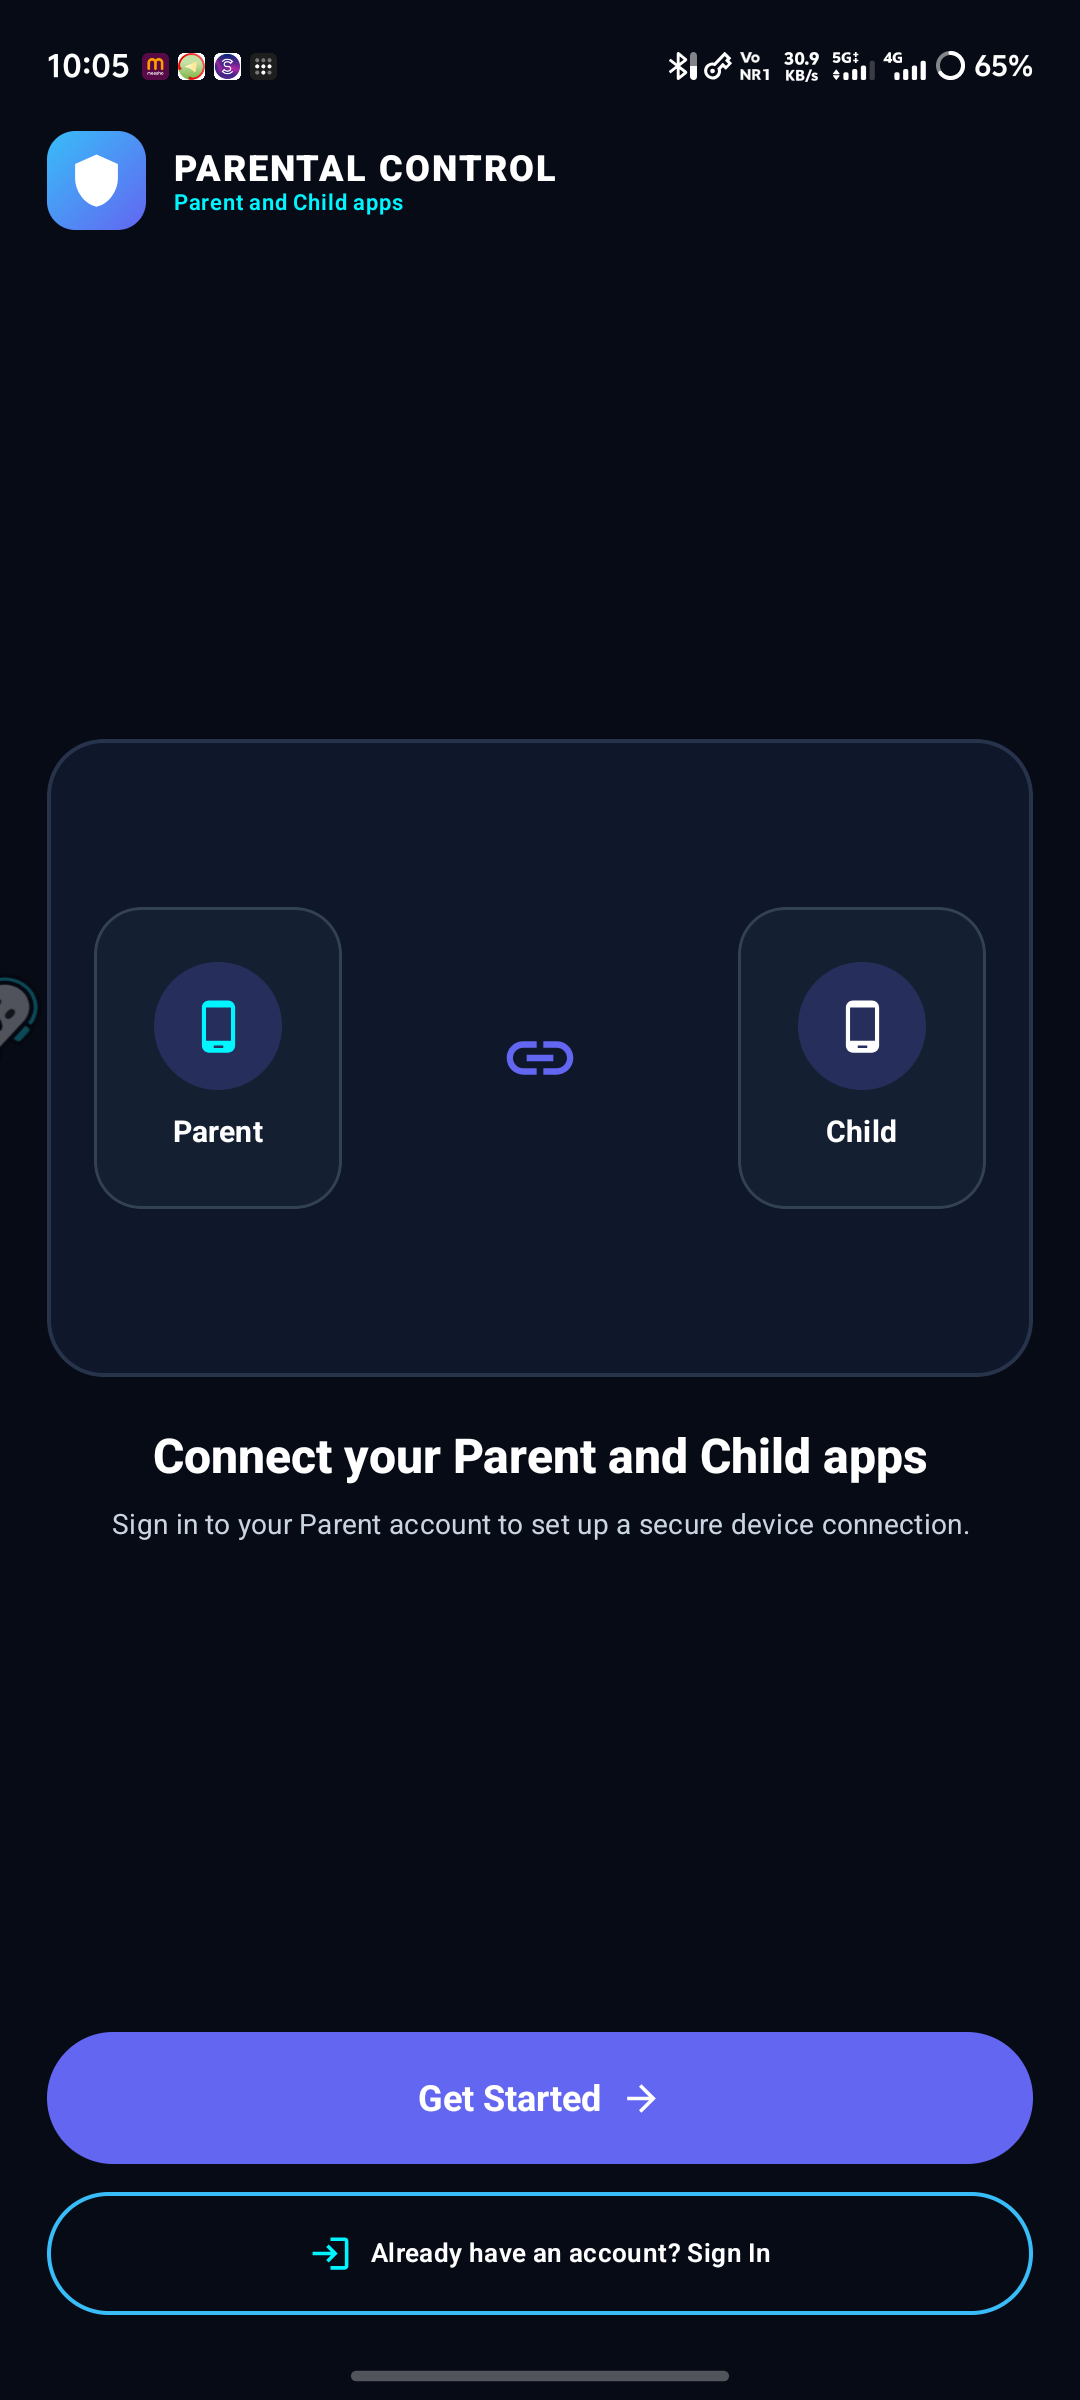 10:05
Vo NR1 30.9 KB/s 5G 4G 65%
PARENTAL CONTROL
Parent and Child apps
Parent
Child
Connect your Parent and Child apps
Sign in to your Parent account to set up a secure device connection.
Get Started
Already have an account? Sign In